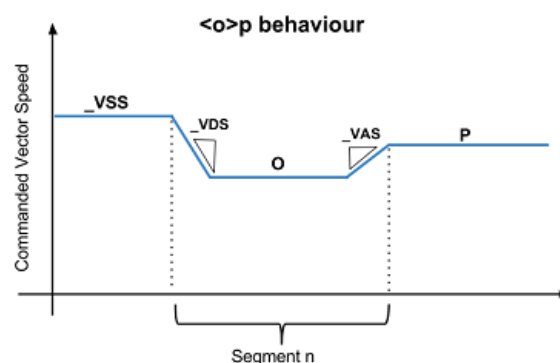 <o>p behaviour
Commanded Vector Speed
_VSS
_VDS
O
_VAS
P
Segment n